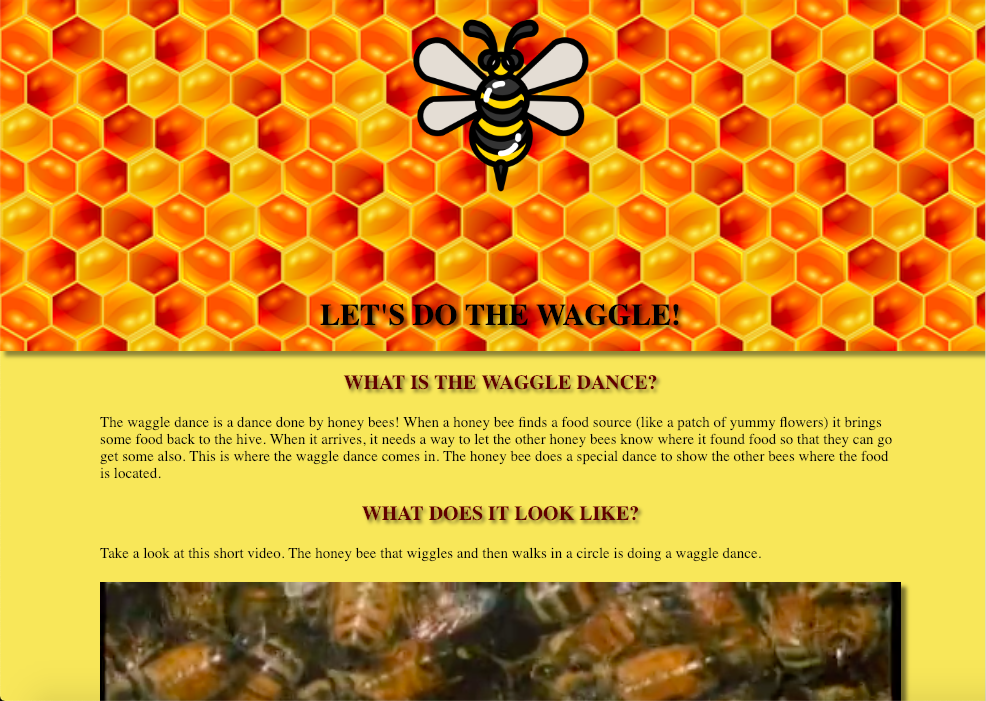 LET'S DO THE WAGGLE!
WHAT IS THE WAGGLE DANCE?
The waggle dance is a dance done by honey bees! When a honey bee finds a food source (like a patch of yummy flowers) it brings
some food back to the hive. When it arrives, it needs a way to let the other honey bees know where it found food so that they can go
get some also. This is where the waggle dance comes in. The honey bee does a special dance to show the other bees where the food
is located.
WHAT DOES IT LOOK LIKE?
Take a look at this short video. The honey bee that wiggles and then walks in a circle is doing a waggle dance.